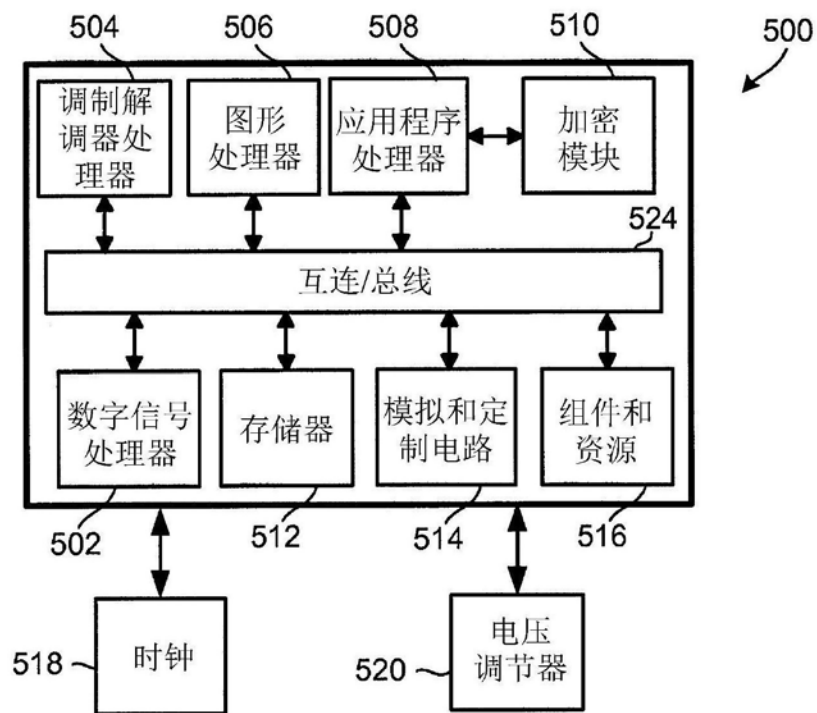 504
506
508
510
500
调制解
调器处
理器
图形
处理器
应用程序
处理器
加密
模块
524
互连/总线
数字信号
处理器
存储器
模拟和定
制电路
组件和
资源
502
512
514
516
518
时钟
520
电压
调节器